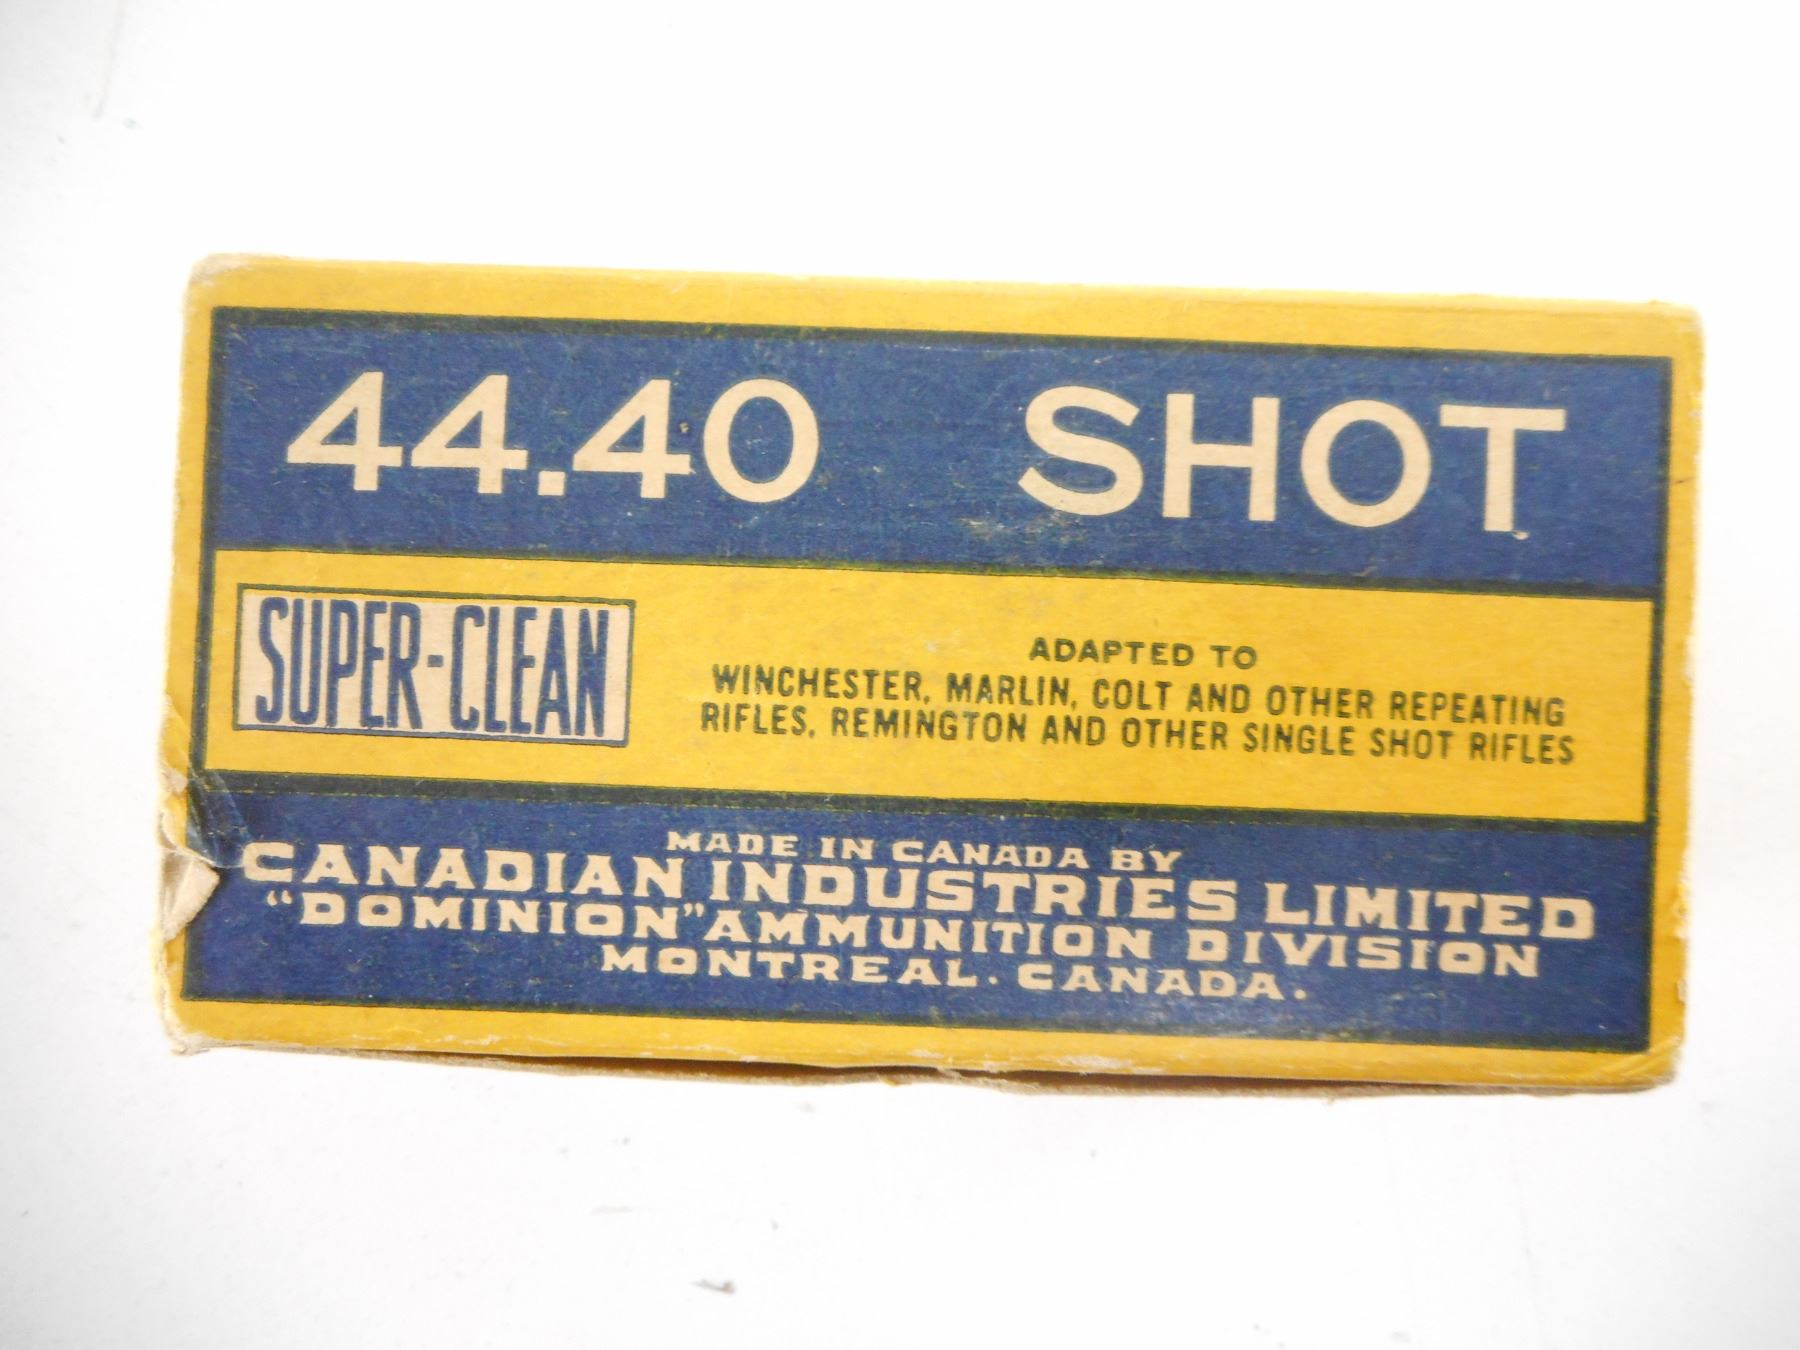 44.40 SHOT
SUPER-CLEAN
ADAPTED TO
WINCHESTER, MARLIN, COLT AND OTHER REPEATING
RIFLES, REMINGTON AND OTHER SINGLE SHOT RIFLES
MADE IN CANADA BY
CANADIAN INDUSTRIES LIMITED
"DOMINION" AMMUNITION DIVISION
MONTREAL. CANADA.